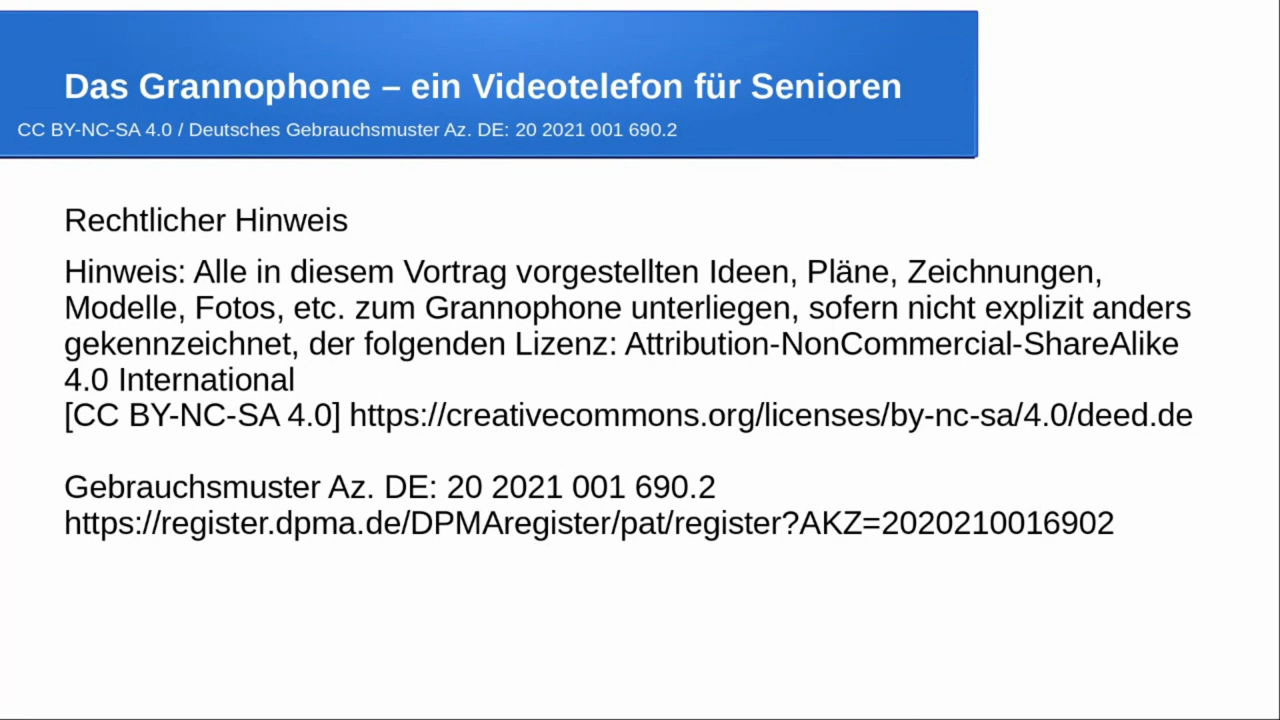 Das Grannophone – ein Videotelefon für Senioren
CC BY-NC-SA 4.0 / Deutsches Gebrauchsmuster Az. DE: 20 2021 001 690.2
Rechtlicher Hinweis
Hinweis: Alle in diesem Vortrag vorgestellten Ideen, Pläne, Zeichnungen,
Modelle, Fotos, etc. zum Grannophone unterliegen, sofern nicht explizit anders
gekennzeichnet, der folgenden Lizenz: Attribution-NonCommercial-ShareAlike
4.0 International
[CC BY-NC-SA 4.0] https://creativecommons.org/licenses/by-nc-sa/4.0/deed.de
Gebrauchsmuster Az. DE: 20 2021 001 690.2
https://register.dpma.de/DPMAregister/pat/register?AKZ=2020210016902